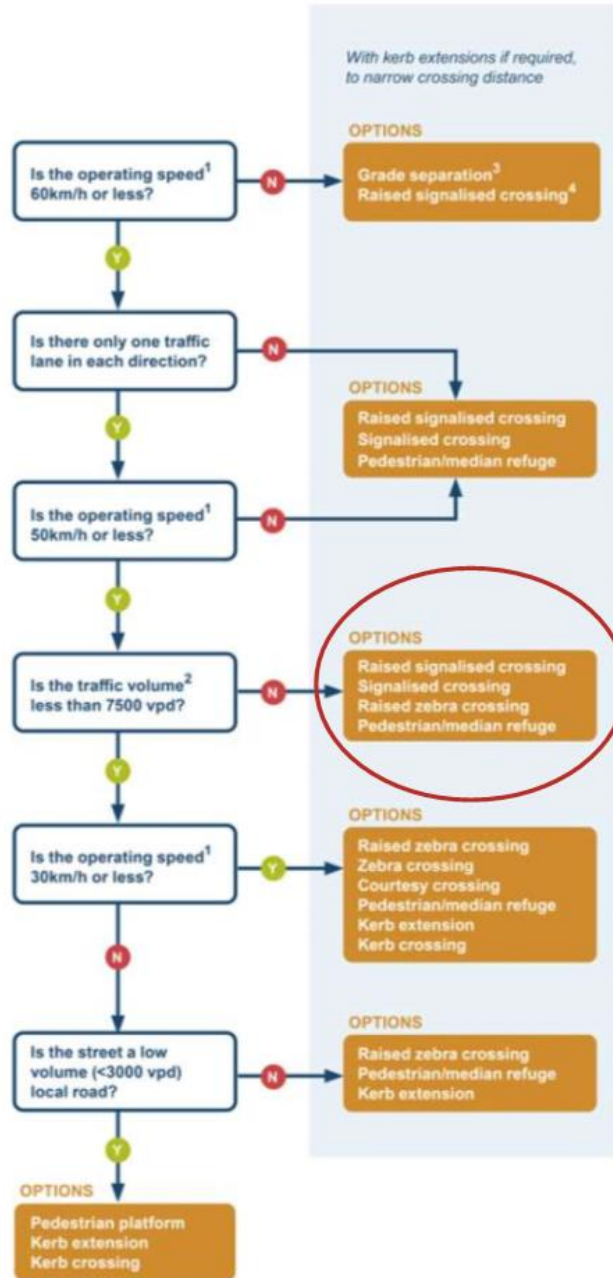 With kerb extensions if required,
to narrow crossing distance
OPTIONS
Is the operating speed¹
60km/h or less?
N
Grade separation³
Raised signalised crossing⁴
Y
Is there only one traffic
lane in each direction?
N
OPTIONS
Raised signalised crossing
Signalised crossing
Pedestrian/median refuge
Y
Is the operating speed¹
50km/h or less?
N
Y
OPTIONS
Is the traffic volume²
less than 7500 vpd?
N
Raised signalised crossing
Signalised crossing
Raised zebra crossing
Pedestrian/median refuge
Y
OPTIONS
Is the operating speed¹
30km/h or less?
Y
Raised zebra crossing
Zebra crossing
Courtesy crossing
Pedestrian/median refuge
Kerb extension
Kerb crossing
N
OPTIONS
Is the street a low
volume (<3000 vpd)
local road?
N
Raised zebra crossing
Pedestrian/median refuge
Kerb extension
Y
OPTIONS
Pedestrian platform
Kerb extension
Kerb crossing